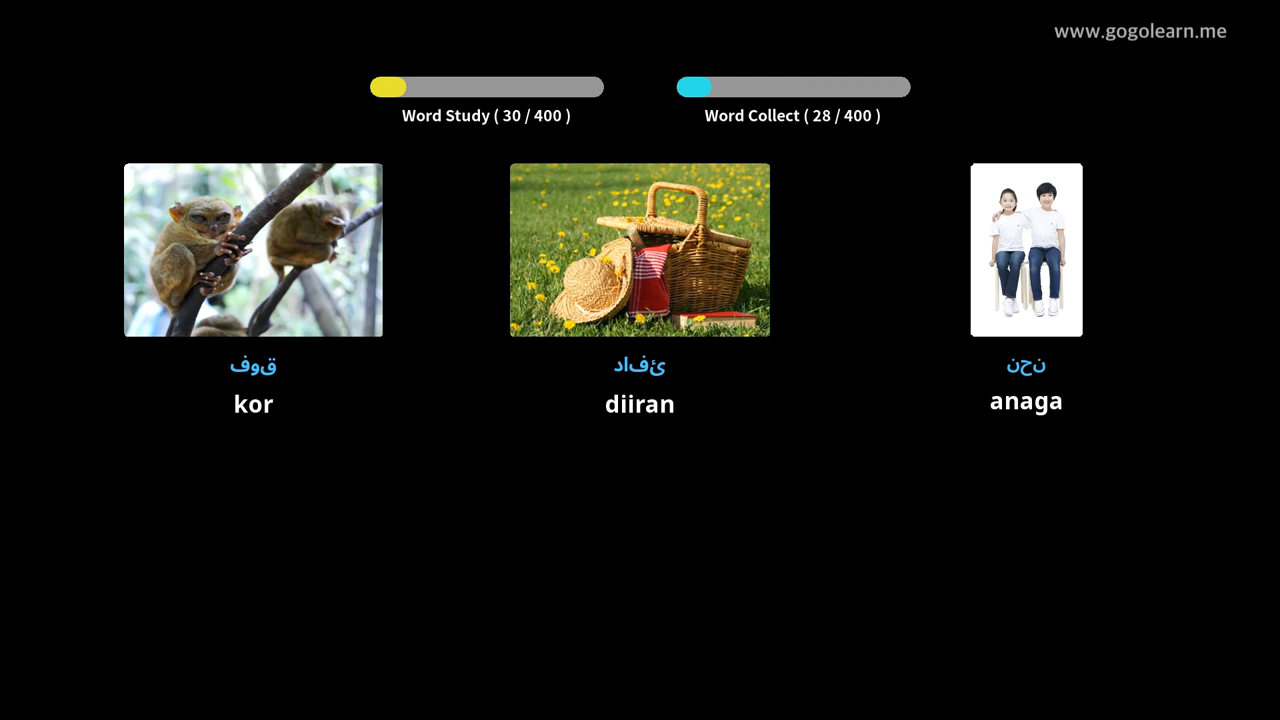 www.gogolearn.me
Word Study ( 30 / 400 )
Word Collect ( 28 / 400 )
قوف
kor
ئفاد
diiran
نحن
anaga